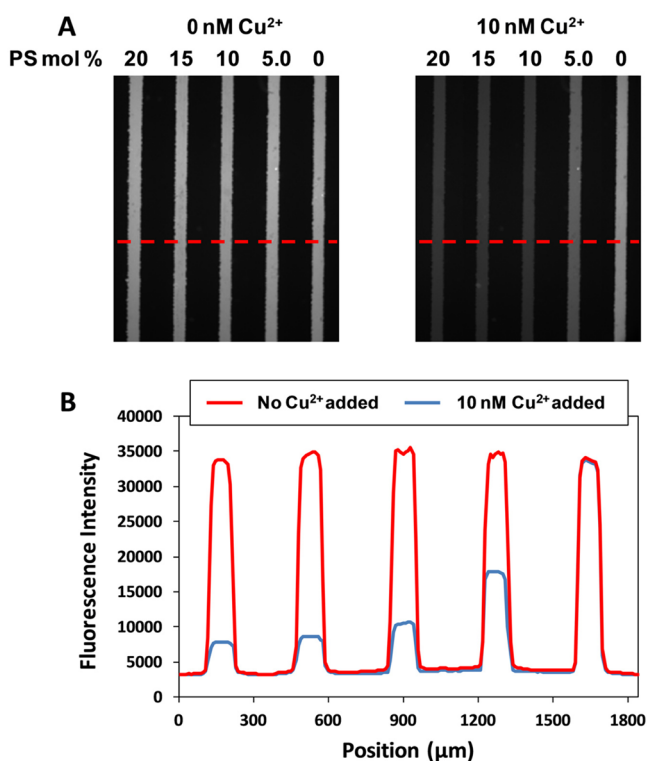 A
0 nM Cu²⁺ 10 nM Cu²⁺
PS mol % 20 15 10 5.0 0 20 15 10 5.0 0
B
No Cu²⁺ added 10 nM Cu²⁺ added
40000
35000
30000
25000
20000
15000
10000
5000
0
Fluorescence Intensity
0 300 600 900 1200 1500 1800
Position (μm)